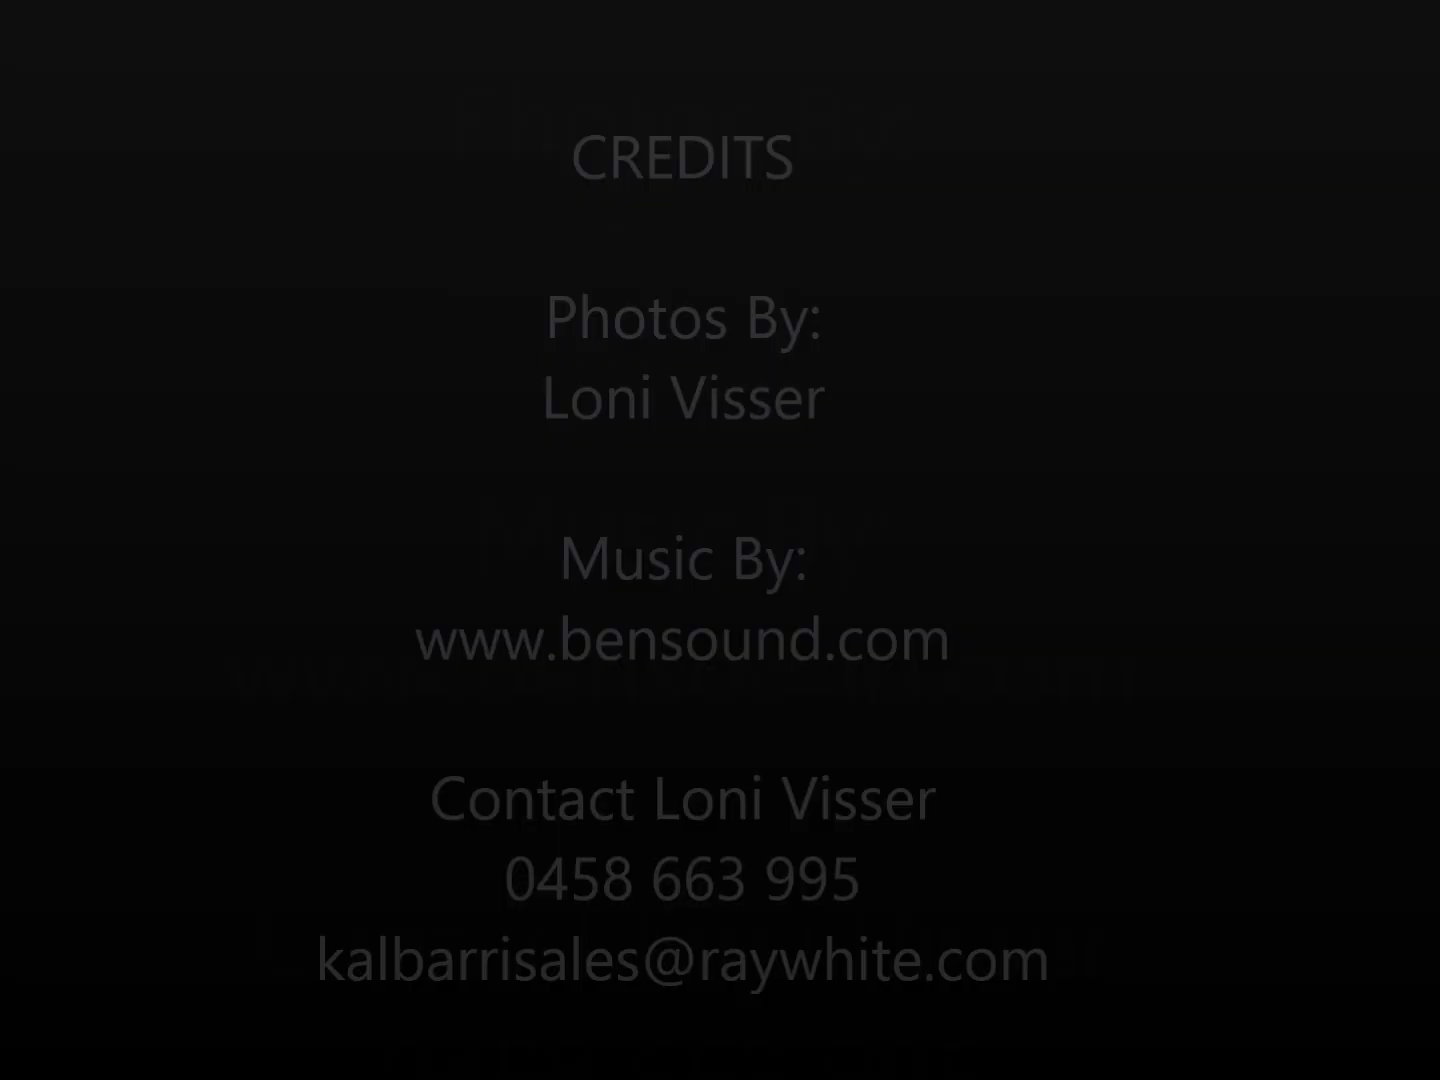 CREDITS
Photos By:
Loni Visser
Music By:
www.bensound.com
Contact Loni Visser
0458 663 995
kalbarrisales@raywhite.com